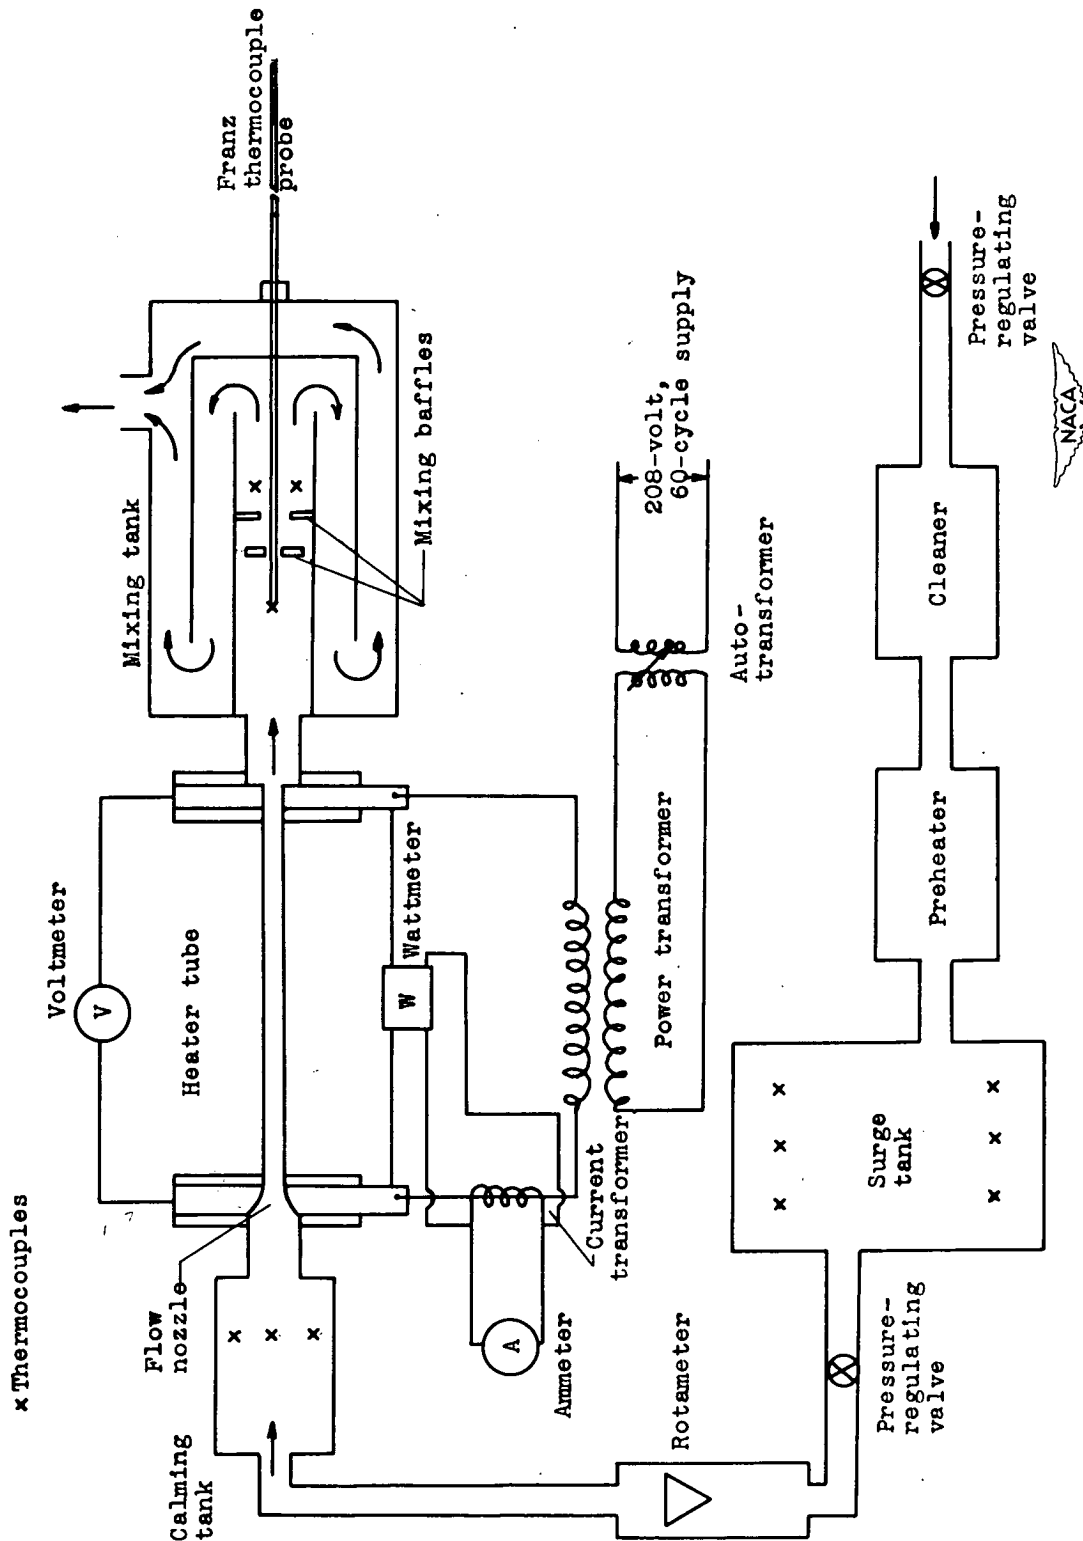 × Thermocouples
Voltmeter
V
Mixing tank
Franz
thermocouple
probe
Calming
tank
Flow
nozzle
Heater tube
Mixing baffles
Wattmeter
W
Ammeter
A
Current
transformer
Power transformer
Auto-
transformer
208-volt,
60-cycle supply
Rotameter
Pressure-
regulating
valve
Surge
tank
Preheater
Cleaner
Pressure-
regulating
valve
NACA